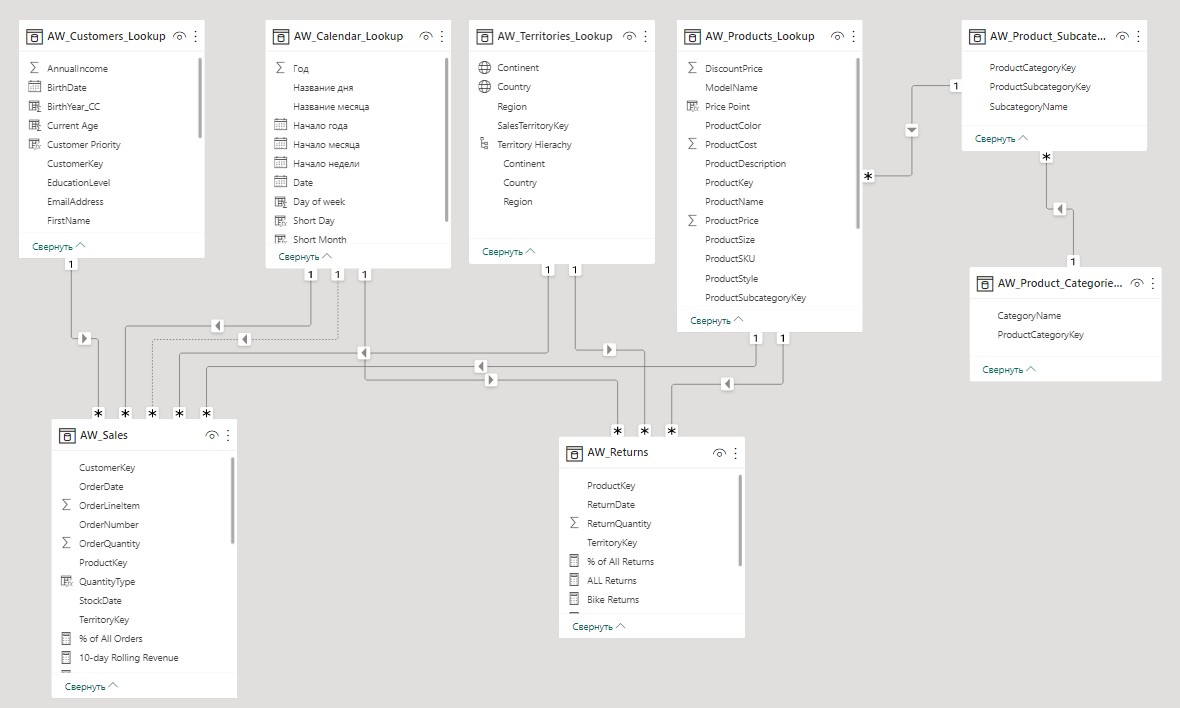 AW_Customers_Lookup
AnnualIncome
BirthDate
BirthYear_CC
Current Age
Customer Priority
CustomerKey
EducationLevel
EmailAddress
FirstName
Свернуть
1
AW_Calendar_Lookup
Год
Название дня
Название месяца
Начало года
Начало месяца
Начало недели
Date
Day of week
Short Day
Short Month
Свернуть
1 1 1
AW_Territories_Lookup
Continent
Country
Region
SalesTerritoryKey
Territory Hierachy
Continent
Country
Region
Свернуть
1 1
AW_Products_Lookup
DiscountPrice
ModelName
Price Point
ProductColor
ProductCost
ProductDescription
ProductKey
ProductName
ProductPrice
ProductSize
ProductSKU
ProductStyle
ProductSubcategoryKey
Свернуть
1 1
*
1
AW_Product_Subcate...
ProductCategoryKey
ProductSubcategoryKey
SubcategoryName
Свернуть
*
1
AW_Product_Categorie...
CategoryName
ProductCategoryKey
Свернуть
* * * * *
AW_Sales
CustomerKey
OrderDate
OrderLineItem
OrderNumber
OrderQuantity
ProductKey
QuantityType
StockDate
TerritoryKey
% of All Orders
10-day Rolling Revenue
Свернуть
* * *
AW_Returns
ProductKey
ReturnDate
ReturnQuantity
TerritoryKey
% of All Returns
ALL Returns
Bike Returns
Свернуть